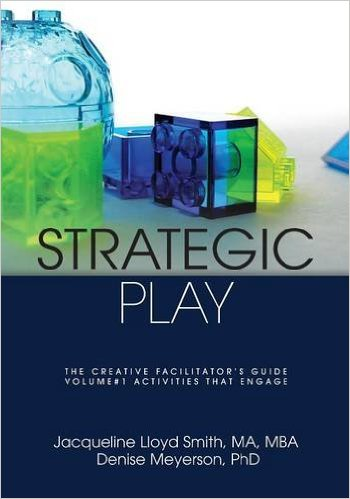 STRATEGIC
PLAY
THE CREATIVE FACILITATOR'S GUIDE
VOLUME#1 ACTIVITIES THAT ENGAGE
Jacqueline Lloyd Smith, MA, MBA
Denise Meyerson, PhD